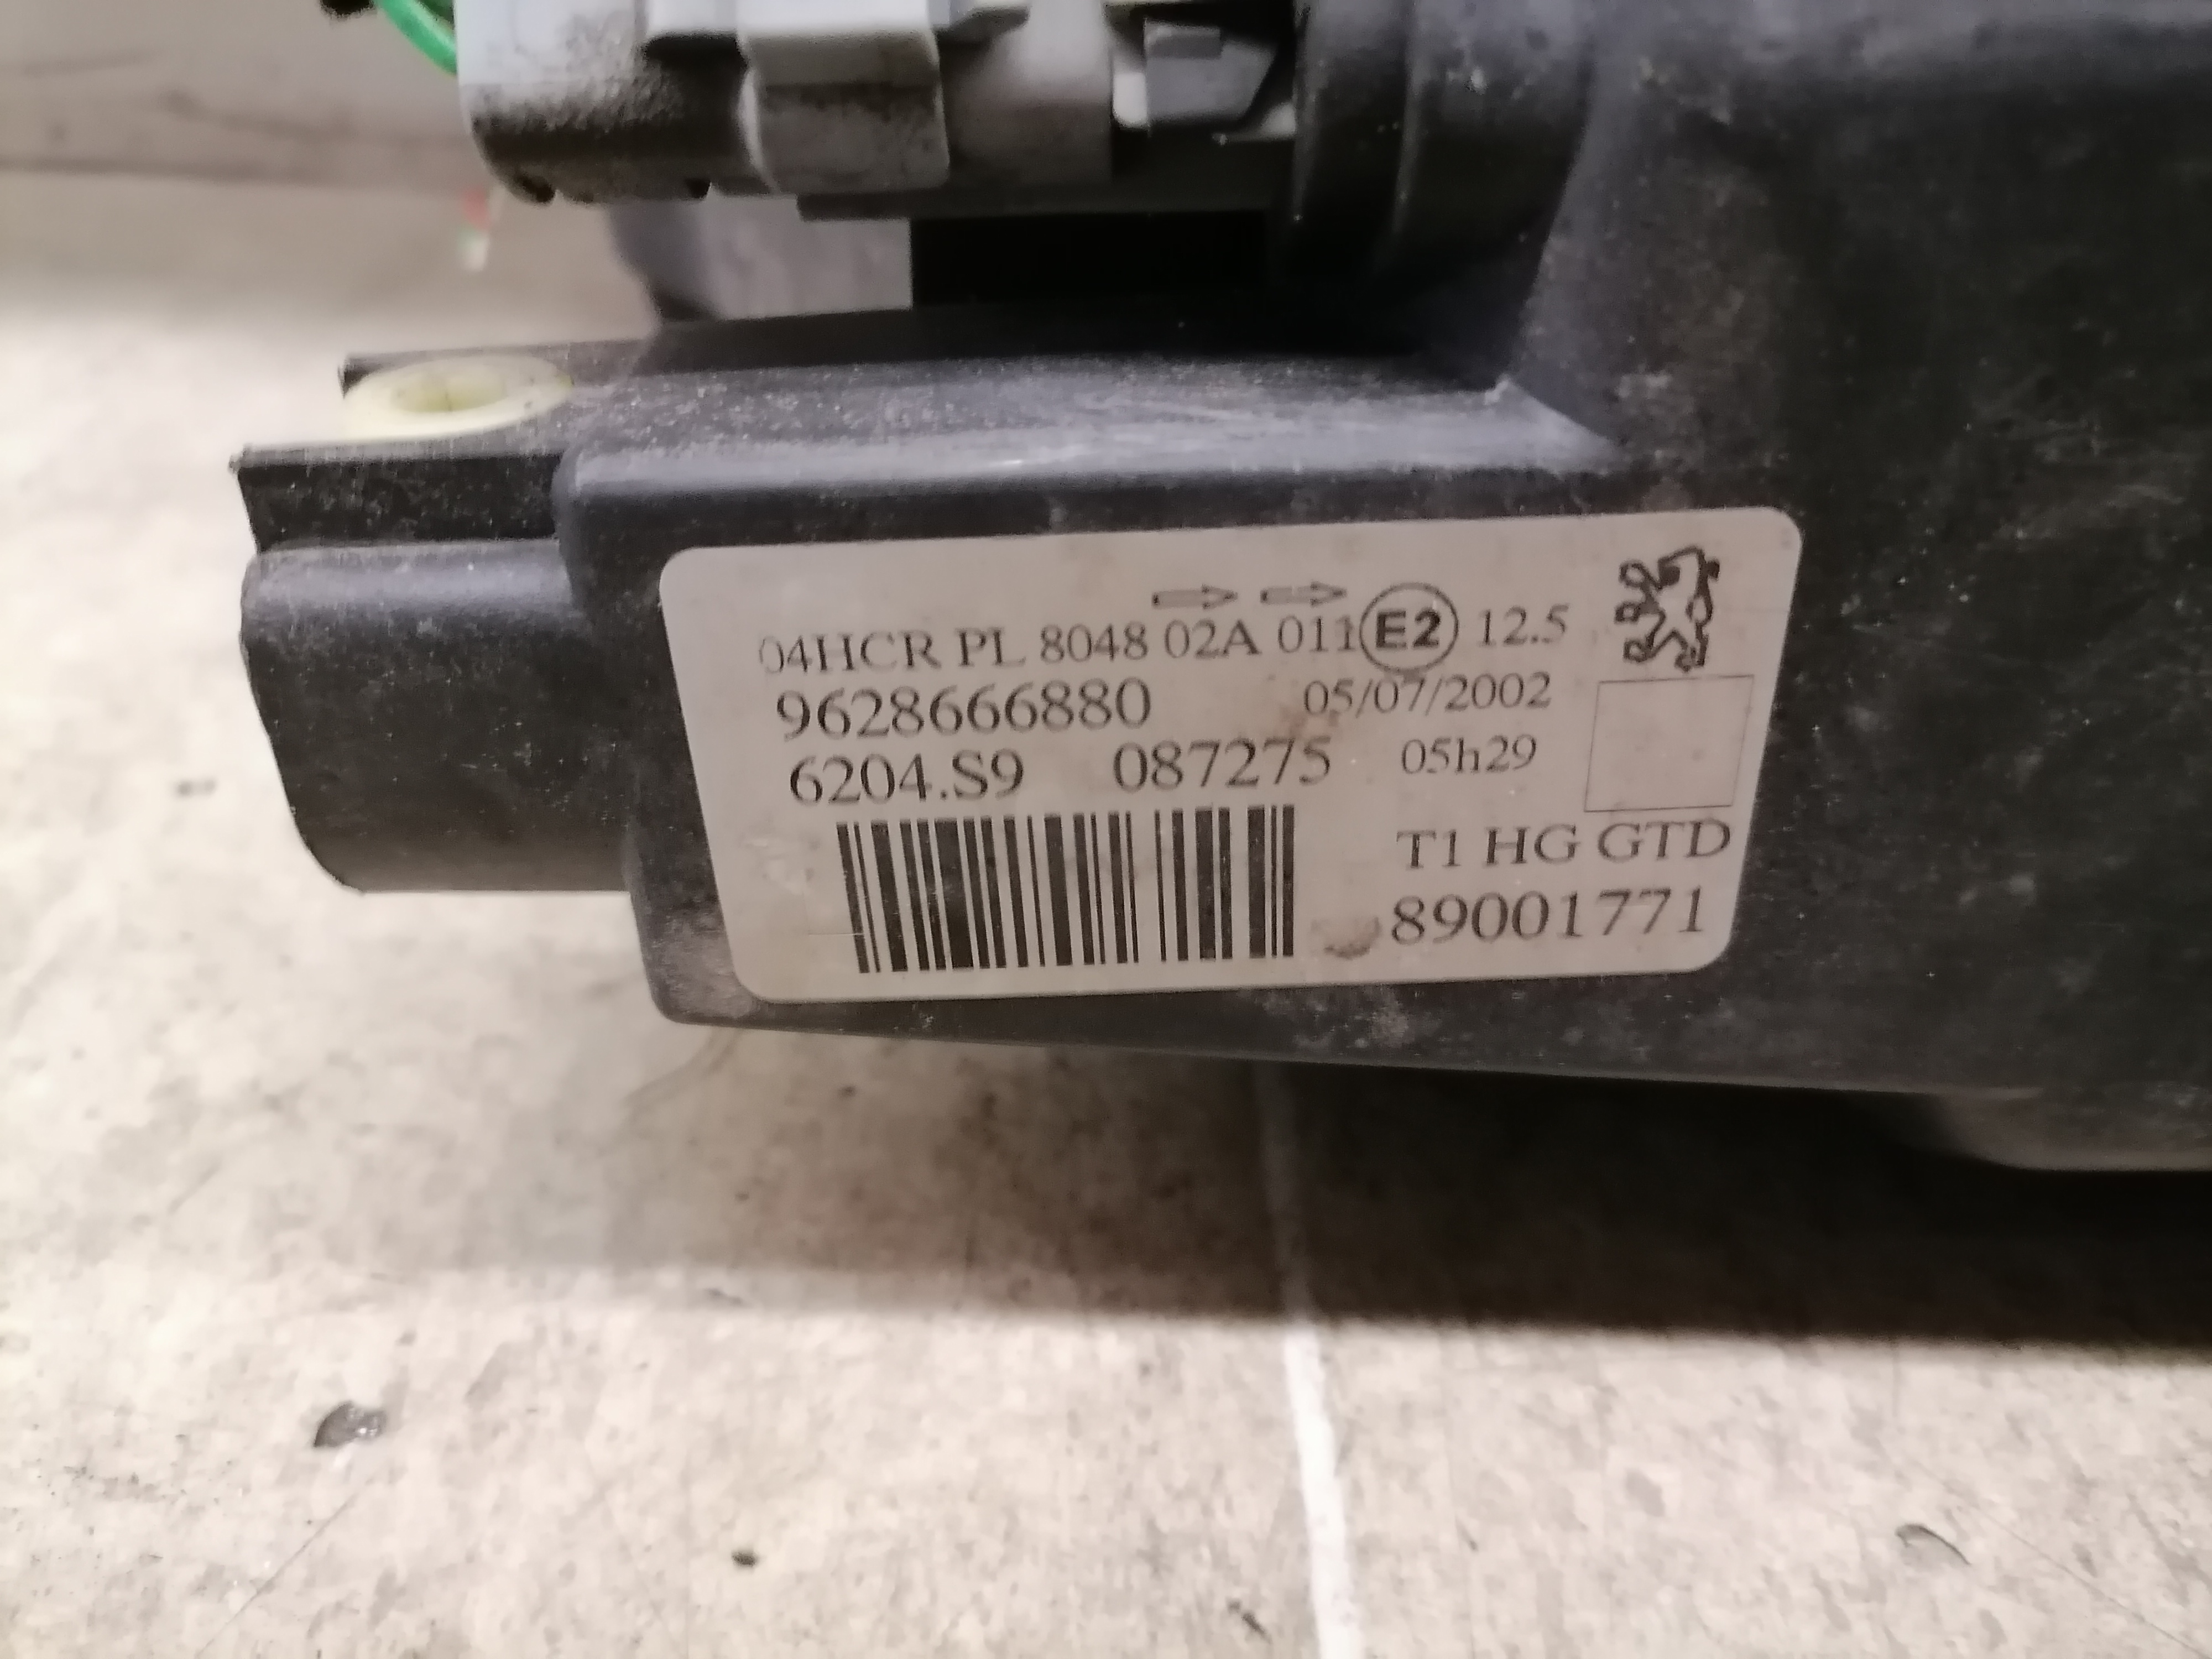 04HCR PL 8048 02A 011 E2 12.5
9628666880 05/07/2002
6204.S9 087275 05h29
T1 HG GTD
89001771